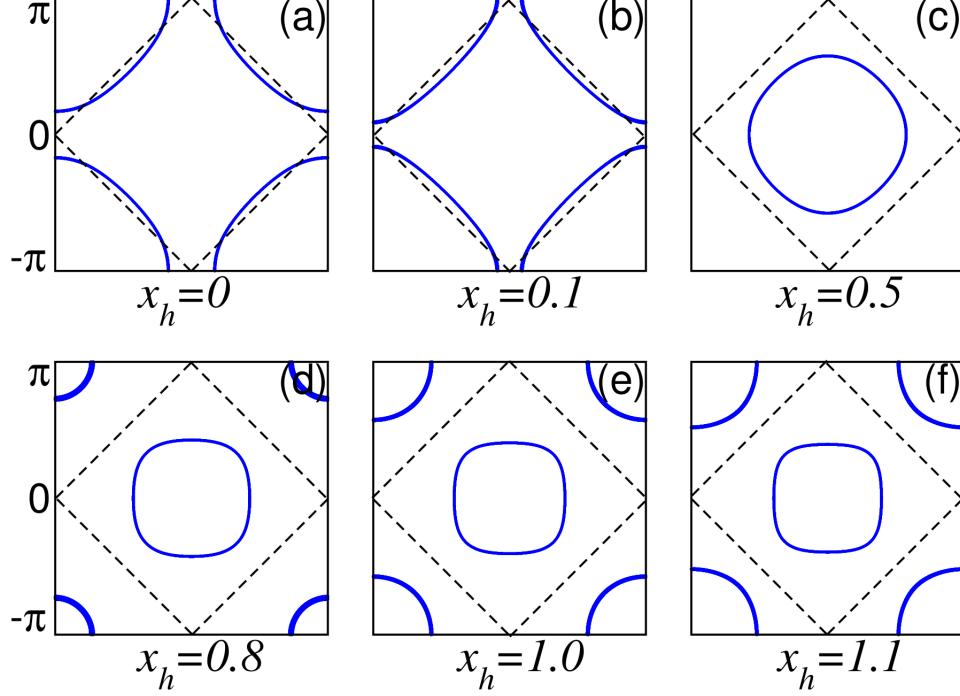 π (a) (b) (c)
0
-π
x_h=0 x_h=0.1 x_h=0.5
π (d) (e) (f)
0
-π
x_h=0.8 x_h=1.0 x_h=1.1